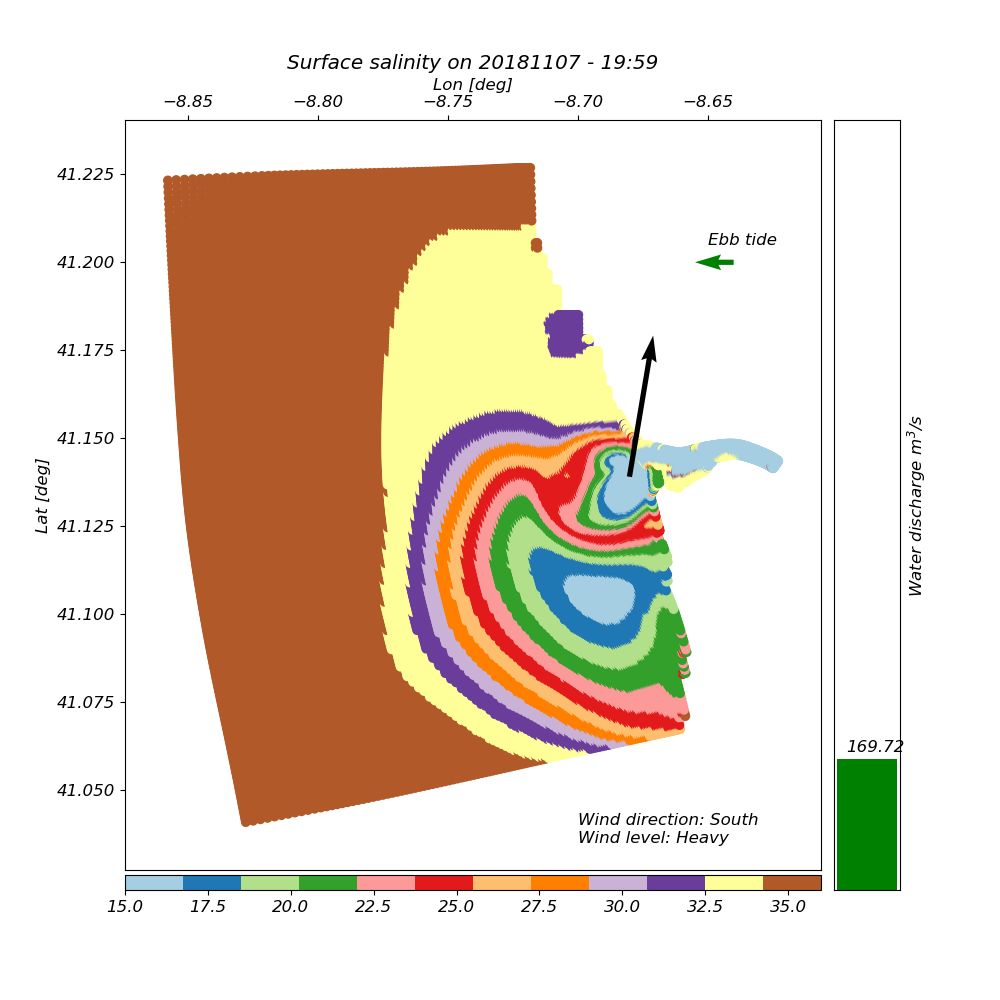 Surface salinity on 20181107 - 19:59
Lon [deg]
−8.85 −8.80 −8.75 −8.70 −8.65
41.225
41.200
41.175
41.150
41.125
41.100
41.075
41.050
Lat [deg]
Ebb tide
Wind direction: South
Wind level: Heavy
169.72
Water discharge m³/s
15.0 17.5 20.0 22.5 25.0 27.5 30.0 32.5 35.0